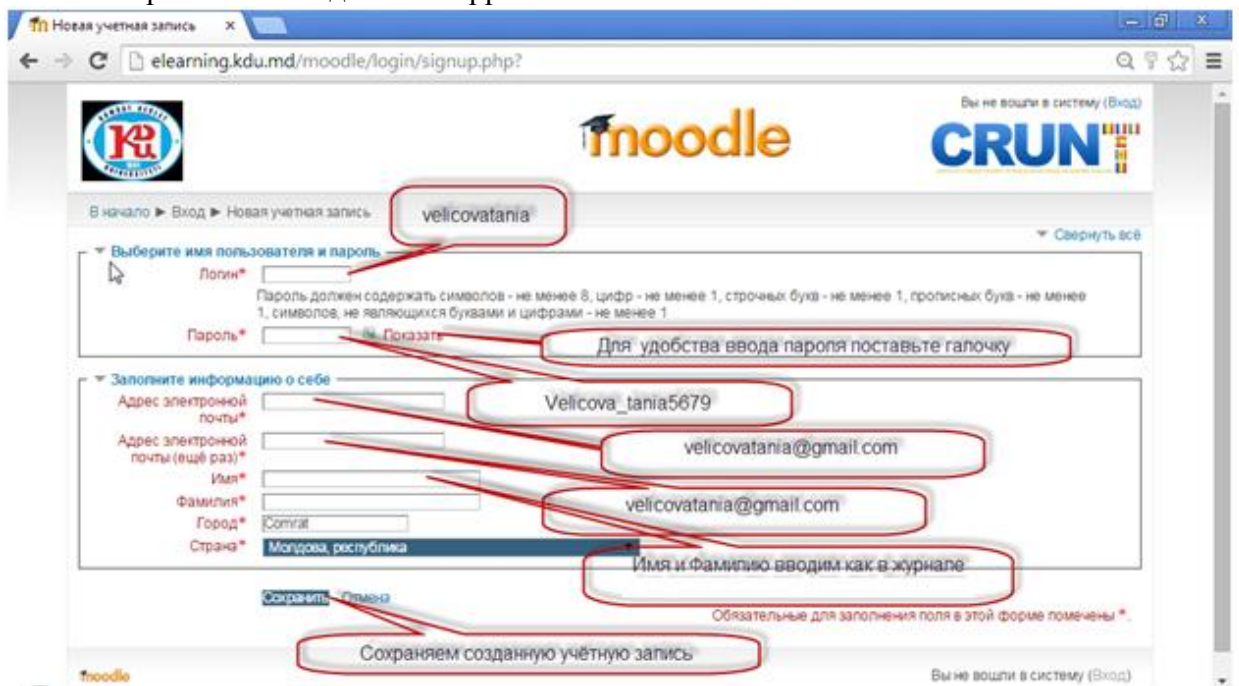 Новая учетная запись
elearning.kdu.md/moodle/login/signup.php?
Вы не вошли в систему (Вход)
moodle
CRUNT
В начало ► Вход ► Новая учетная запись
velicovatania
Свернуть всё
Выберите имя пользователя и пароль
Логин*
Пароль должен содержать символов - не менее 8, цифр - не менее 1, строчных букв - не менее 1, прописных букв - не менее
1, символов, не являющихся буквами и цифрами - не менее 1
Пароль*
Показать
Для удобства ввода пароля поставьте галочку
Заполните информацию о себе
Адрес электронной
почты*
Velicova_tania5679
Адрес электронной
почты (ещё раз)*
velicovatania@gmail.com
Имя*
Фамилия*
velicovatania@gmail.com
Город*
Comrat
Страна*
Молдова, республика
Имя и Фамилию вводим как в журнале
Сохранить Отмена
Обязательные для заполнения поля в этой форме помечены *.
Сохраняем созданную учётную запись
moodle
Вы не вошли в систему (Вход)